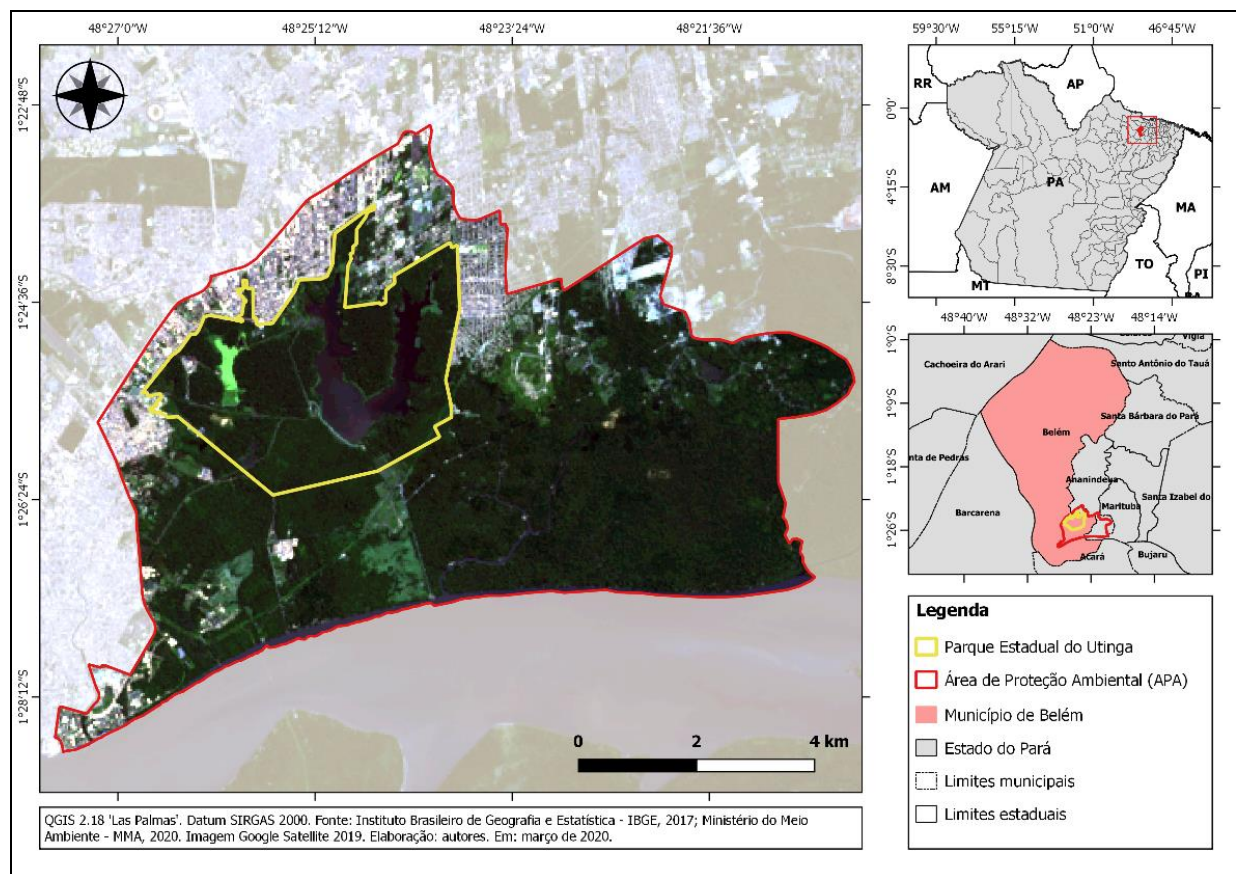 48°27'0"W 48°25'12"W 48°23'24"W 48°21'36"W
1°22'48"S
1°24'36"S
1°26'24"S
1°28'12"S
0 2 4 km
QGIS 2.18 'Las Palmas'. Datum SIRGAS 2000. Fonte: Instituto Brasileiro de Geografia e Estatística - IBGE, 2017; Ministério do Meio
Ambiente - MMA, 2020. Imagem Google Satellite 2019. Elaboração: autores. Em: março de 2020.
59°30'W 55°15'W 51°0'W 46°45'W
0°0'
4°15'S
8°30'S
RR
AP
AM
PA
MA
TO
PI
MT
48°40'W 48°32'W 48°23'W 48°14'W
1°0'S
1°9'S
1°18'S
1°26'S
Vigia
Cachoeira do Arari
Santo Antônio do Tauá
Santa Bárbara do Pará
Belém
nta de Pedras
Ananindeua
Santa Izabel do
Marituba
Barcarena
Acará
Bujaru
Legenda
Parque Estadual do Utinga
Área de Proteção Ambiental (APA)
Município de Belém
Estado do Pará
Limites municipais
Limites estaduais